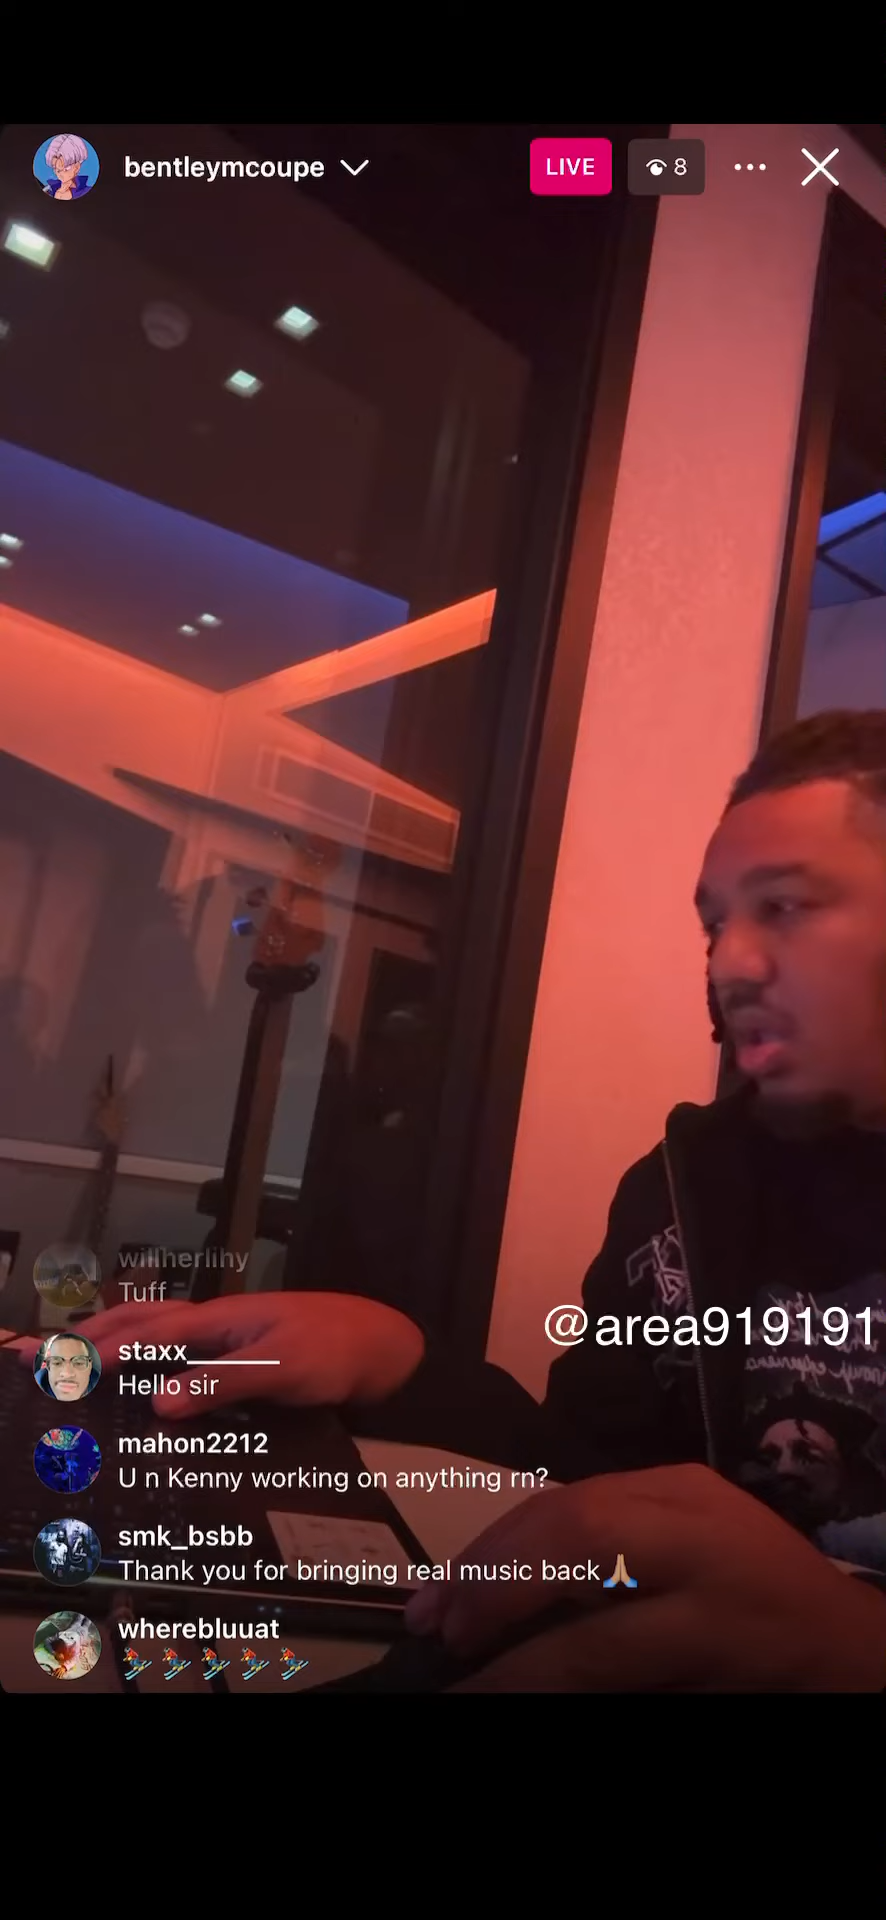 bentleymcoupe
LIVE
8
willherlihy
Tuff
staxx_______
Hello sir
@area919191
mahon2212
U n Kenny working on anything rn?
smk_bsbb
Thank you for bringing real music back🙏🏽
wherebluuat
⛷️⛷️⛷️⛷️⛷️